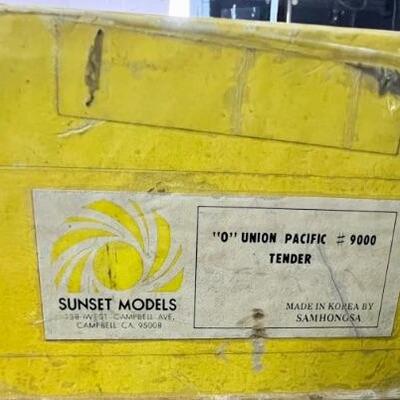 "O" UNION PACIFIC # 9000
TENDER
SUNSET MODELS
138 WEST CAMPBELL AVE.
CAMPBELL CA. 95008
MADE IN KOREA BY
SAMHONGSA